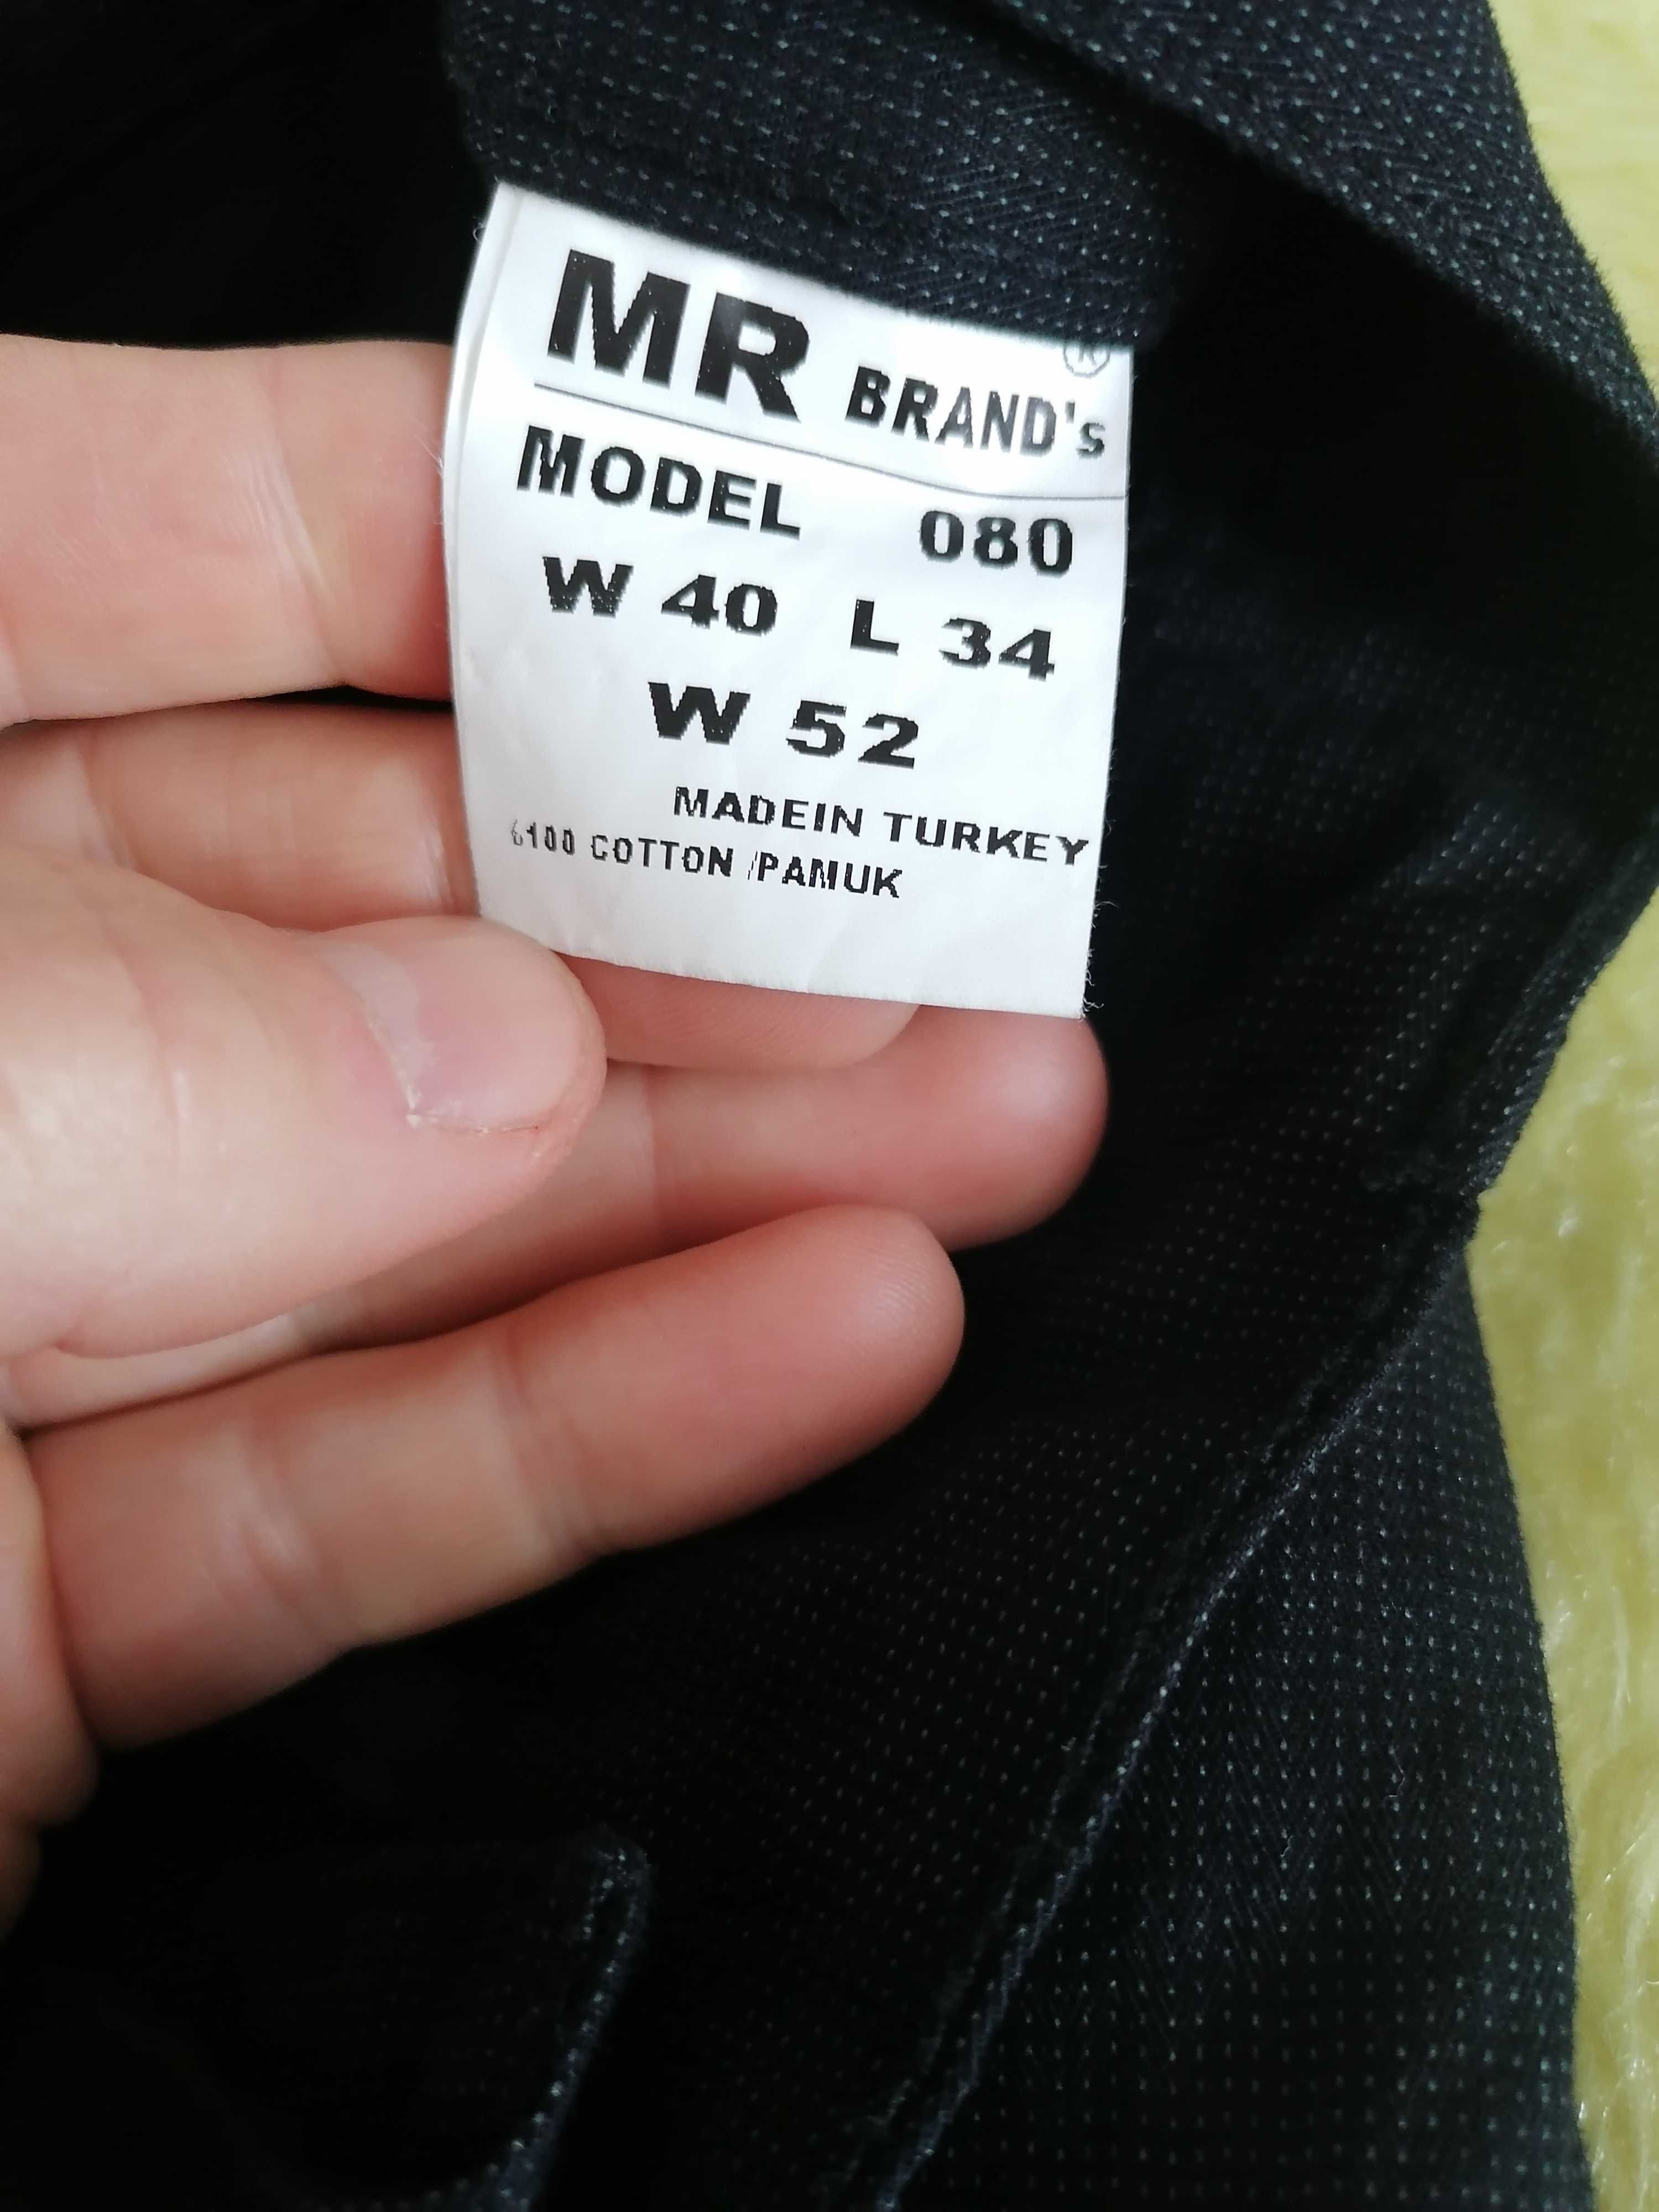 MR BRAND's ®
MODEL 080
W 40 L 34
W 52
MADEIN TURKEY
100 COTTON /PAMUK